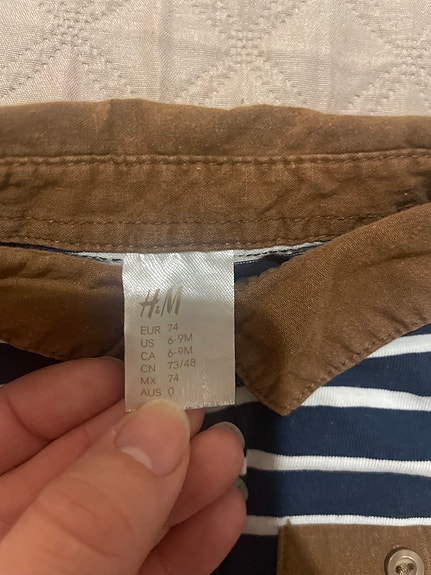 H&M
EUR 74
US 6-9M
CA 6-9M
CN 73/48
MX 74
AUS 0